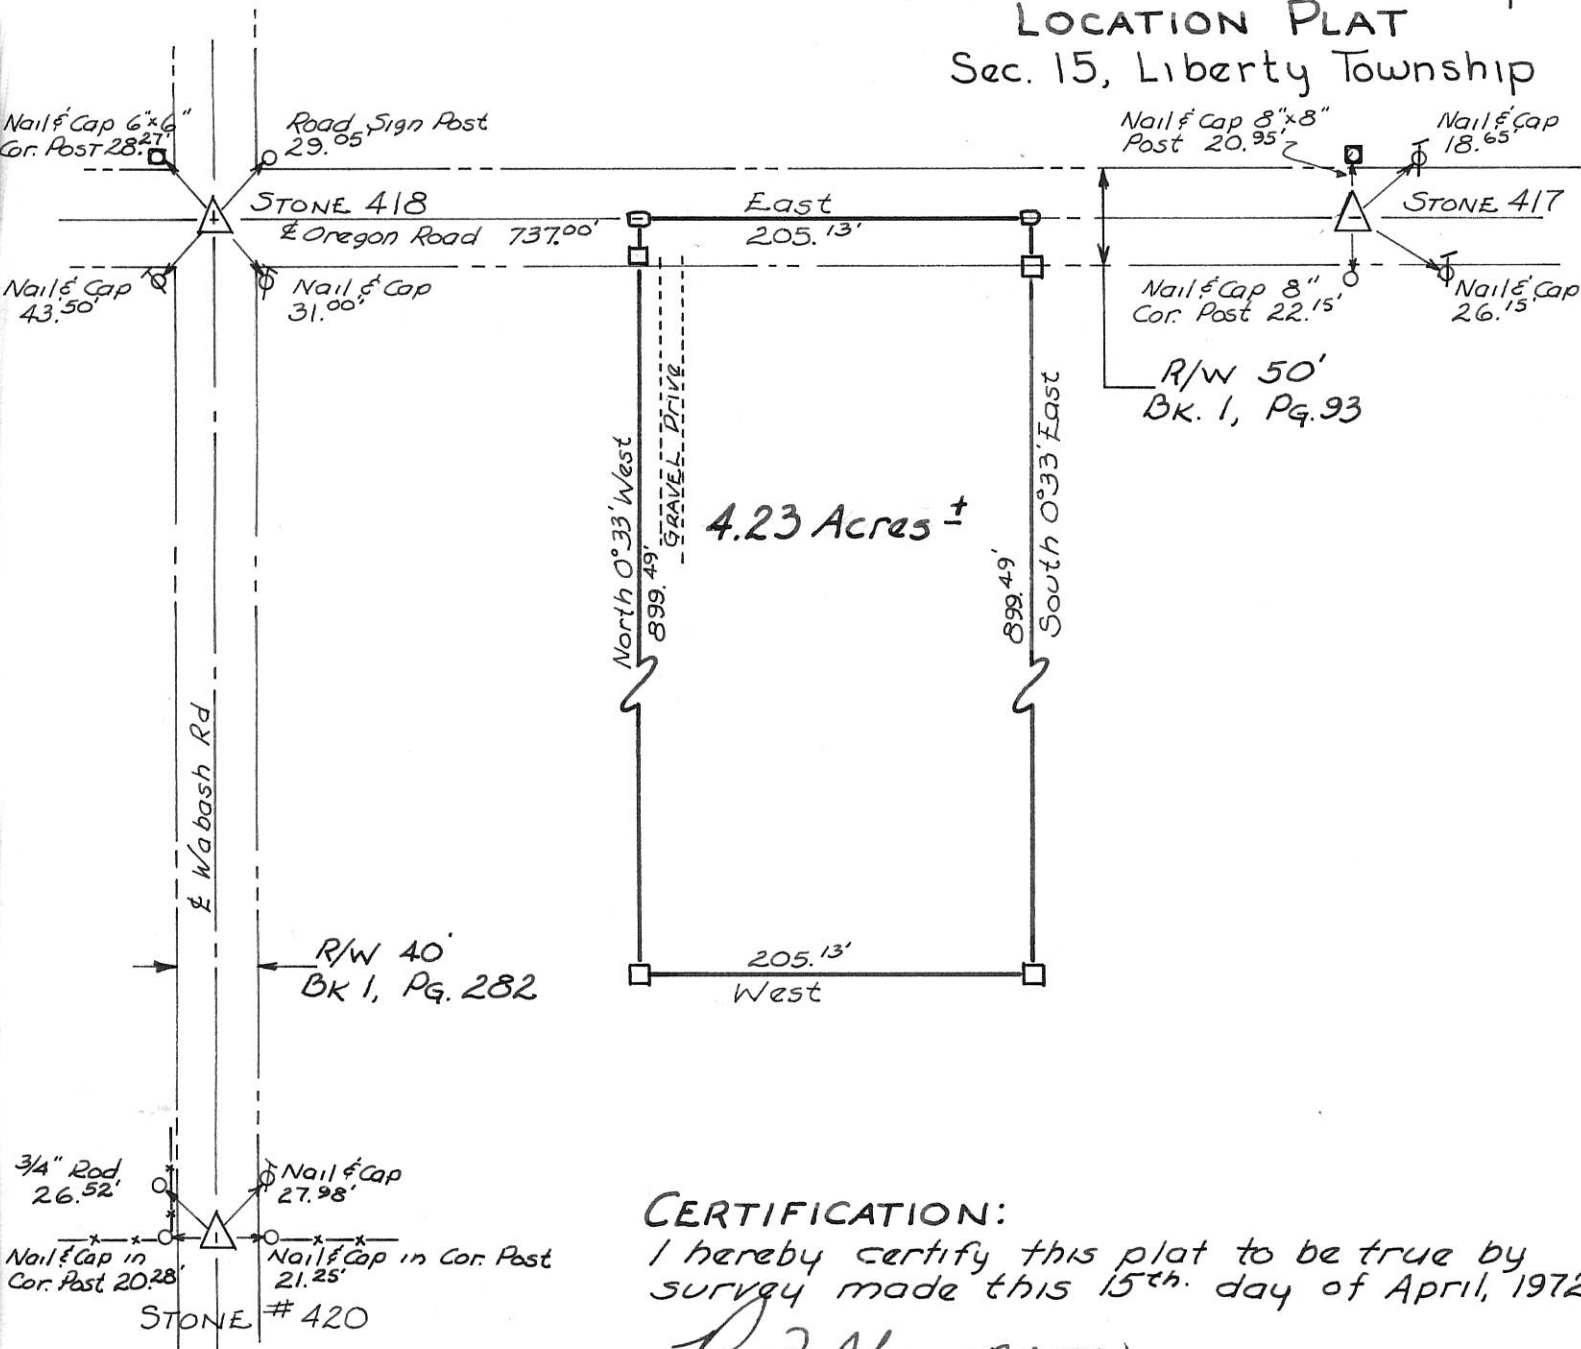 LOCATION PLAT
Sec. 15, Liberty Township
Nail & Cap 6"x6"
Cor. Post 28.27'
Road Sign Post
29.05'
Nail & Cap 8"x8"
Post 20.95'
Nail & Cap
18.65'
STONE 418
℄ Oregon Road 737.00'
East
205.13'
STONE 417
Nail & Cap
43.50'
Nail & Cap
31.00'
Nail & Cap 8"
Cor. Post 22.15'
Nail & Cap
26.15'
R/W 50'
BK. 1, PG. 93
GRAVEL Drive
North 0°33' West
899.49'
4.23 Acres ±
899.49'
South 0°33' East
℄ Wabash Rd
R/W 40'
BK 1, PG. 282
205.13'
West
3/4" Rod
26.52'
Nail & Cap
27.98'
Nail & Cap in
Cor. Post 20.28'
Nail & Cap in Cor. Post
21.25'
STONE # 420
CERTIFICATION:
I hereby certify this plat to be true by
survey made this 15th. day of April, 1972